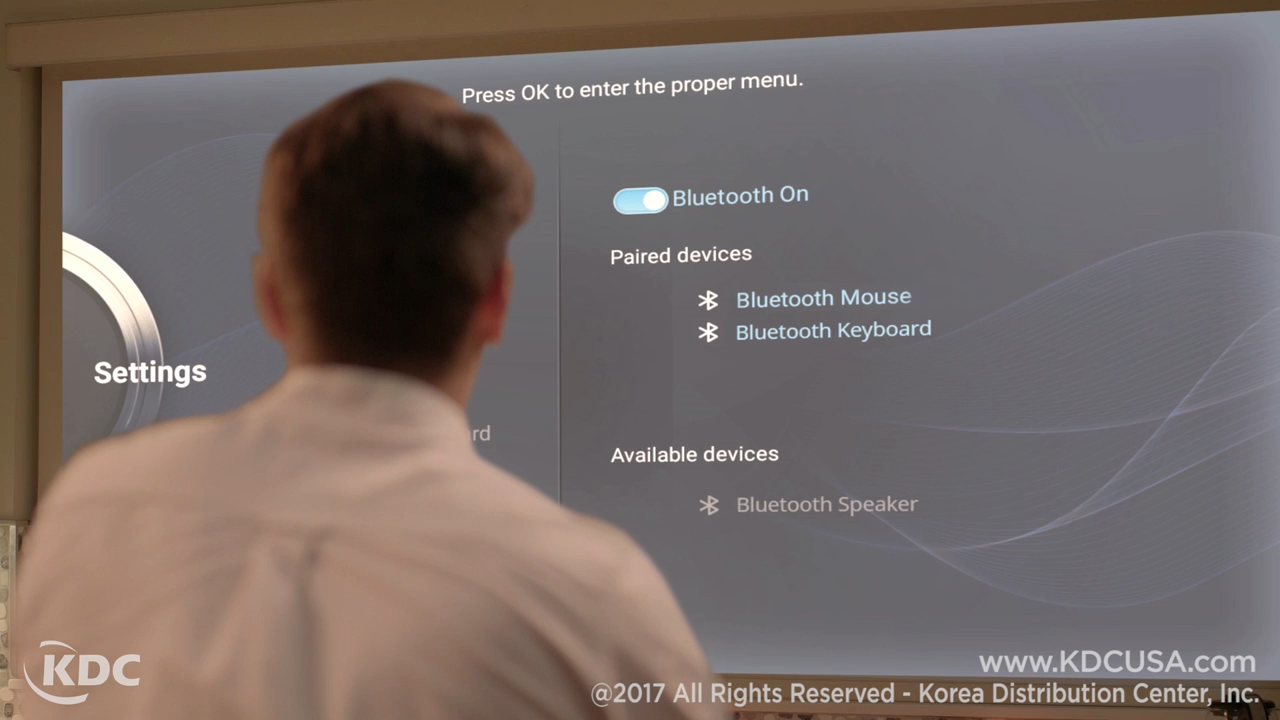 Press OK to enter the proper menu.
Bluetooth On
Paired devices
Bluetooth Mouse
Bluetooth Keyboard
Settings
rd
Available devices
Bluetooth Speaker
KDC
www.KDCUSA.com
@2017 All Rights Reserved - Korea Distribution Center, Inc.